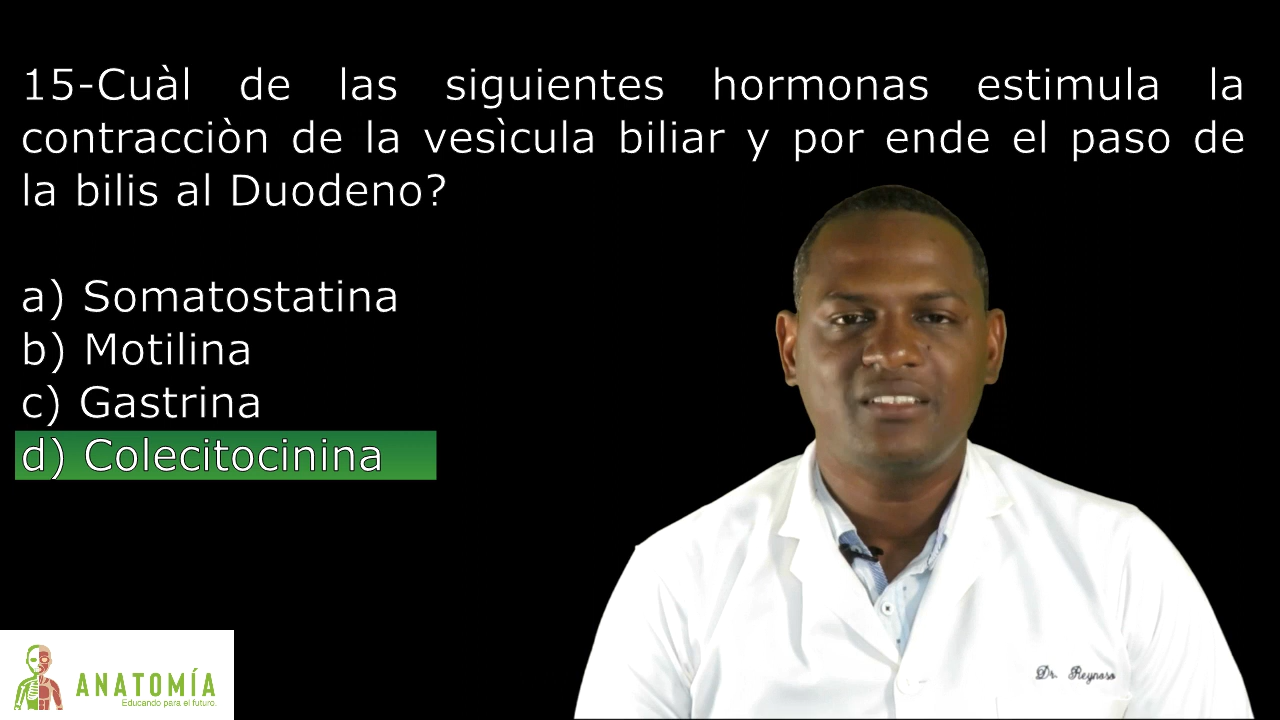 15-Cuàl de las siguientes hormonas estimula la
contracciòn de la vesìcula biliar y por ende el paso de
la bilis al Duodeno?
a) Somatostatina
b) Motilina
c) Gastrina
d) Colecitocinina
Dr. Reynoso
ANATOMÍA
Educando para el futuro.